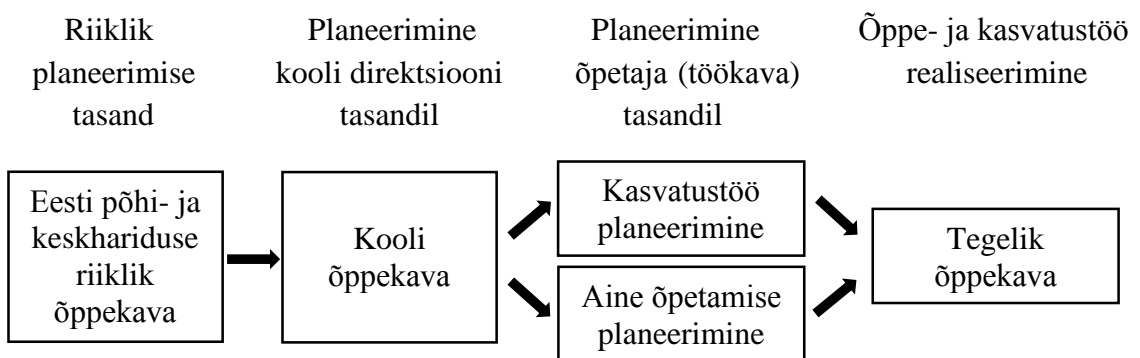 Riiklik
planeerimise
tasand
Planeerimine
kooli direktsiooni
tasandil
Planeerimine
õpetaja (töökava)
tasandil
Õppe- ja kasvatustöö
realiseerimine
Eesti põhi- ja
keskhariduse
riiklik
õppekava
Kooli
õppekava
Kasvatustöö
planeerimine
Aine õpetamise
planeerimine
Tegelik
õppekava